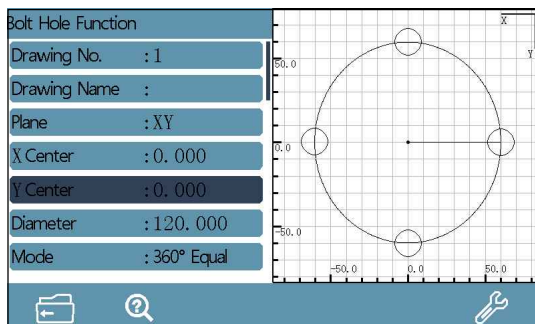 Bolt Hole Function
Drawing No. :1
Drawing Name :
Plane :XY
X Center :0.000
Y Center :0.000
Diameter :120.000
Mode :360° Equal
X
Y
50.0
0.0
-50.0
-50.0 0.0 50.0